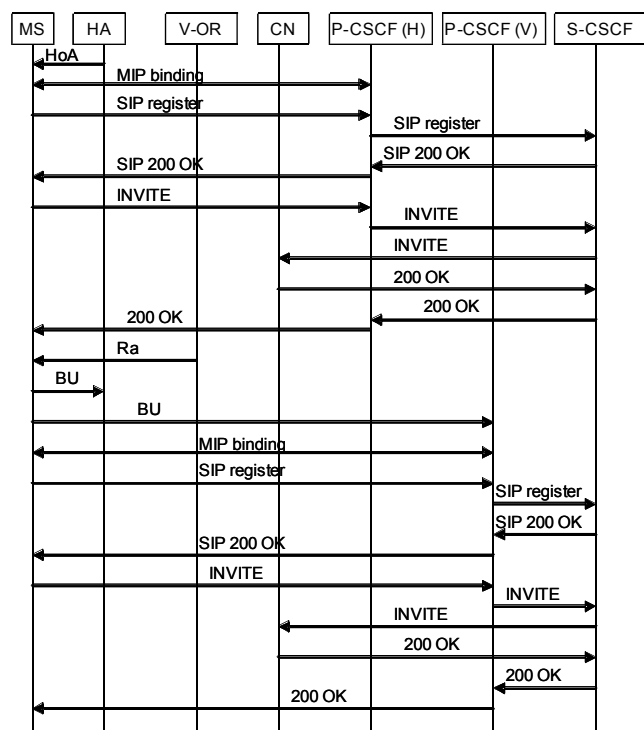 MS HA V-OR CN P-CSCF (H) P-CSCF (V) S-CSCF
HoA
MIP binding
SIP register
SIP register
SIP 200 OK
SIP 200 OK
INVITE
INVITE
INVITE
200 OK
200 OK
200 OK
Ra
BU
BU
MIP binding
SIP register
SIP register
SIP 200 OK
SIP 200 OK
INVITE
INVITE
INVITE
200 OK
200 OK
200 OK